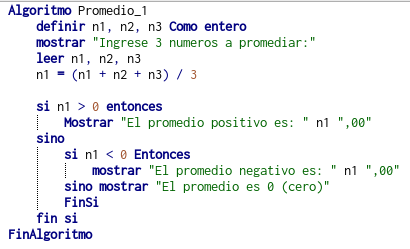 Algoritmo Promedio_1
definir n1, n2, n3 Como entero
mostrar "Ingrese 3 numeros a promediar:"
leer n1, n2, n3
n1 = (n1 + n2 + n3) / 3
si n1 > 0 entonces
Mostrar "El promedio positivo es: " n1 ",00"
sino
si n1 < 0 Entonces
mostrar "El promedio negativo es: " n1 ",00"
sino mostrar "El promedio es 0 (cero)"
FinSi
fin si
FinAlgoritmo